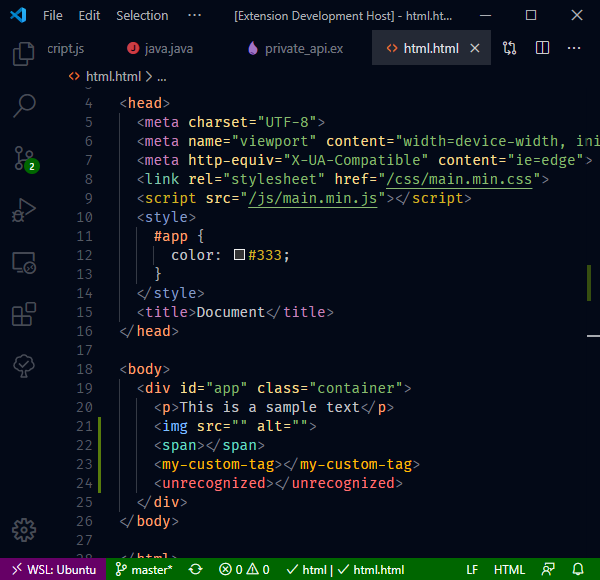 File Edit Selection ··· [Extension Development Host] - html.ht...
cript.js java.java private_api.ex html.html
html.html > ...
4 <head>
5 <meta charset="UTF-8">
6 <meta name="viewport" content="width=device-width, ini
7 <meta http-equiv="X-UA-Compatible" content="ie=edge">
8 <link rel="stylesheet" href="/css/main.min.css">
9 <script src="/js/main.min.js"></script>
10 <style>
11 #app {
12 color: #333;
13 }
14 </style>
15 <title>Document</title>
16 </head>
17
18 <body>
19 <div id="app" class="container">
20 <p>This is a sample text</p>
21 <img src="" alt="">
22 <span></span>
23 <my-custom-tag></my-custom-tag>
24 <unrecognized></unrecognized>
25 </div>
26 </body>
27
28 </html>
2
WSL: Ubuntu master* 0 0 html | html.html LF HTML